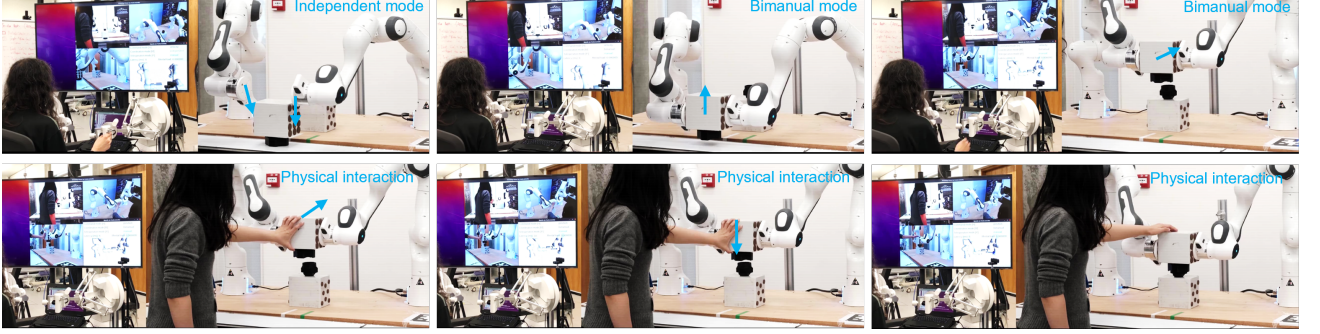 Independent mode
Bimanual mode
Bimanual mode
Physical interaction
Physical interaction
Physical interaction